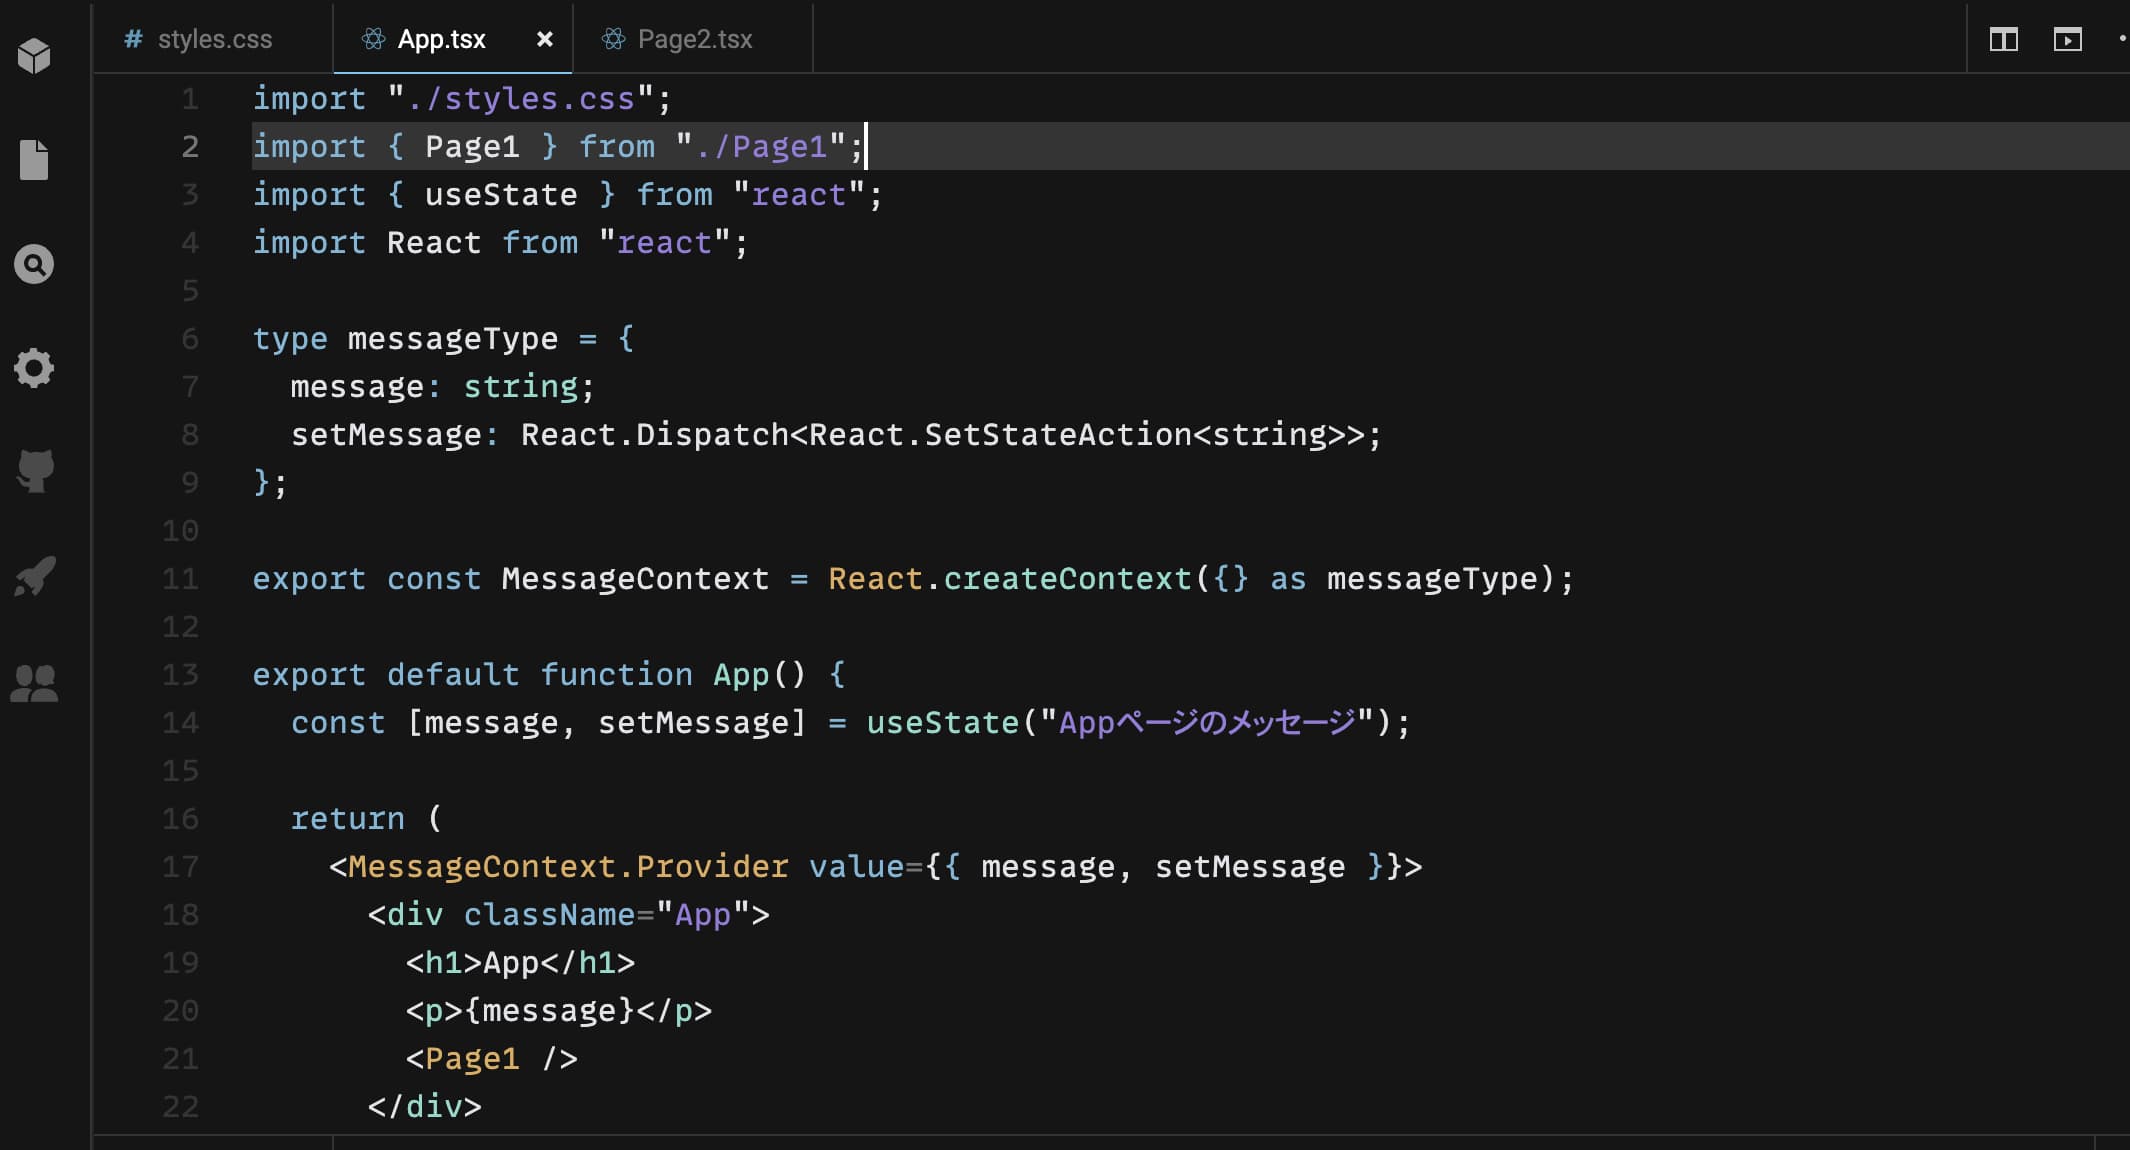 # styles.css App.tsx × Page2.tsx
1 import "./styles.css";
2 import { Page1 } from "./Page1";
3 import { useState } from "react";
4 import React from "react";
5
6 type messageType = {
7   message: string;
8   setMessage: React.Dispatch<React.SetStateAction<string>>;
9 };
10
11 export const MessageContext = React.createContext({} as messageType);
12
13 export default function App() {
14   const [message, setMessage] = useState("Appページのメッセージ");
15
16   return (
17     <MessageContext.Provider value={{ message, setMessage }}>
18       <div className="App">
19         <h1>App</h1>
20         <p>{message}</p>
21         <Page1 />
22       </div>